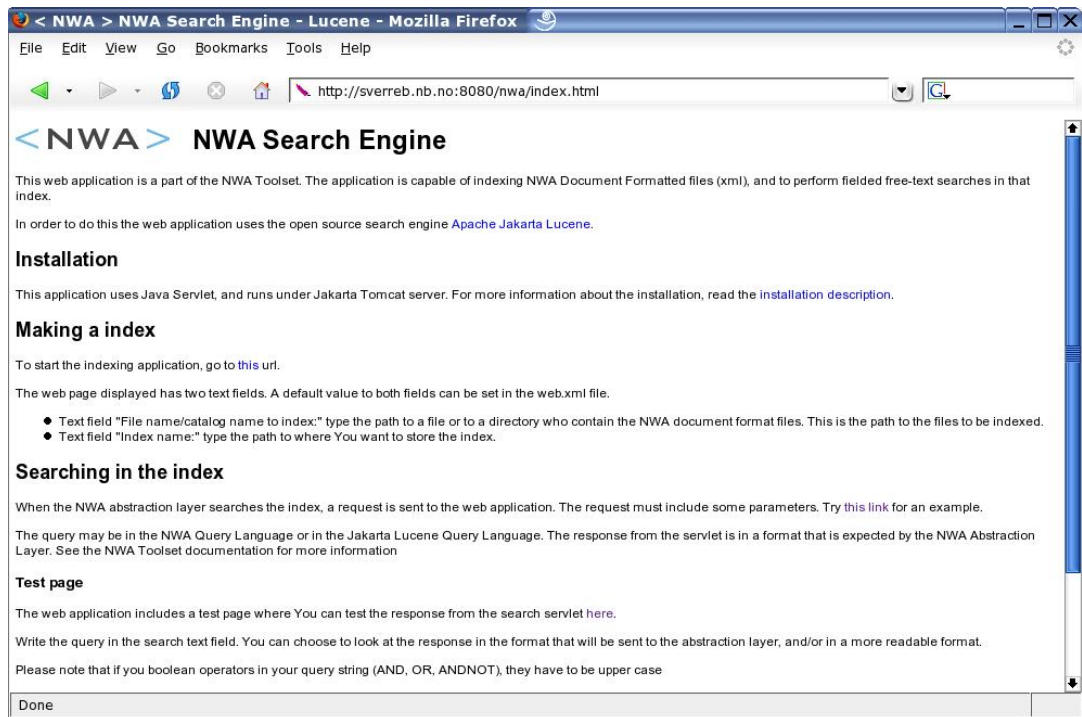 < NWA > NWA Search Engine - Lucene - Mozilla Firefox
File Edit View Go Bookmarks Tools Help
http://sverreb.nb.no:8080/nwa/index.html
G
<NWA> NWA Search Engine
This web application is a part of the NWA Toolset. The application is capable of indexing NWA Document Formatted files (xml), and to perform fielded free-text searches in that
index.
In order to do this the web application uses the open source search engine Apache Jakarta Lucene.
Installation
This application uses Java Servlet, and runs under Jakarta Tomcat server. For more information about the installation, read the installation description.
Making a index
To start the indexing application, go to this url.
The web page displayed has two text fields. A default value to both fields can be set in the web.xml file.
● Text field "File name/catalog name to index:" type the path to a file or to a directory who contain the NWA document format files. This is the path to the files to be indexed.
● Text field "Index name:" type the path to where You want to store the index.
Searching in the index
When the NWA abstraction layer searches the index, a request is sent to the web application. The request must include some parameters. Try this link for an example.
The query may be in the NWA Query Language or in the Jakarta Lucene Query Language. The response from the servlet is in a format that is expected by the NWA Abstraction
Layer. See the NWA Toolset documentation for more information
Test page
The web application includes a test page where You can test the response from the search servlet here.
Write the query in the search text field. You can choose to look at the response in the format that will be sent to the abstraction layer, and/or in a more readable format.
Please note that if you boolean operators in your query string (AND, OR, ANDNOT), they have to be upper case
Done